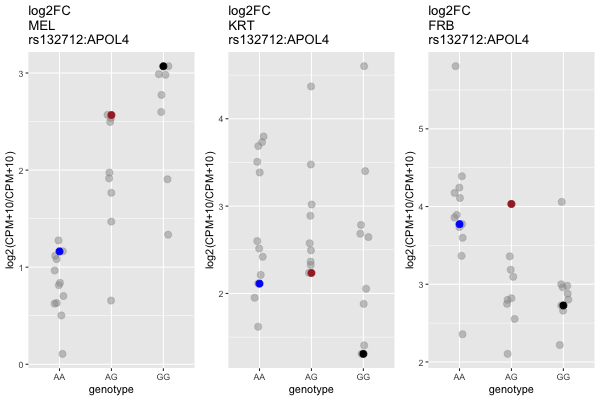 log2FC
MEL
rs132712:APOL4
log2(CPM+10/CPM+10)
3
2
1
0
AA AG GG
genotype
log2FC
KRT
rs132712:APOL4
log2(CPM+10/CPM+10)
4
3
2
AA AG GG
genotype
log2FC
FRB
rs132712:APOL4
log2(CPM+10/CPM+10)
5
4
3
2
AA AG GG
genotype